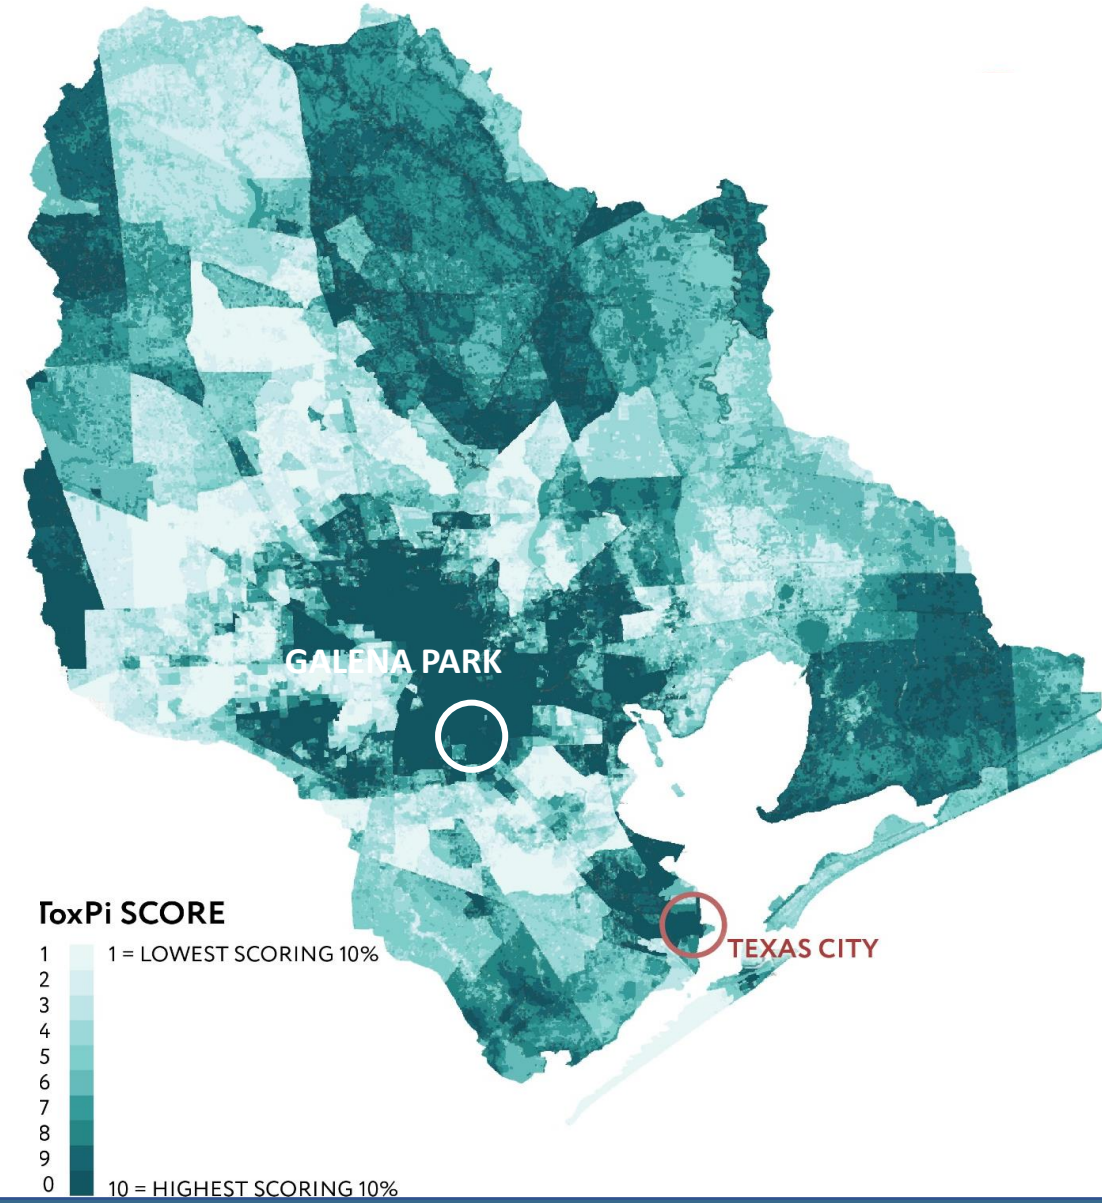 GALENA PARK
ToxPi SCORE
1 1 = LOWEST SCORING 10%
2
3
4
5
6
7
8
9
0 10 = HIGHEST SCORING 10%
TEXAS CITY